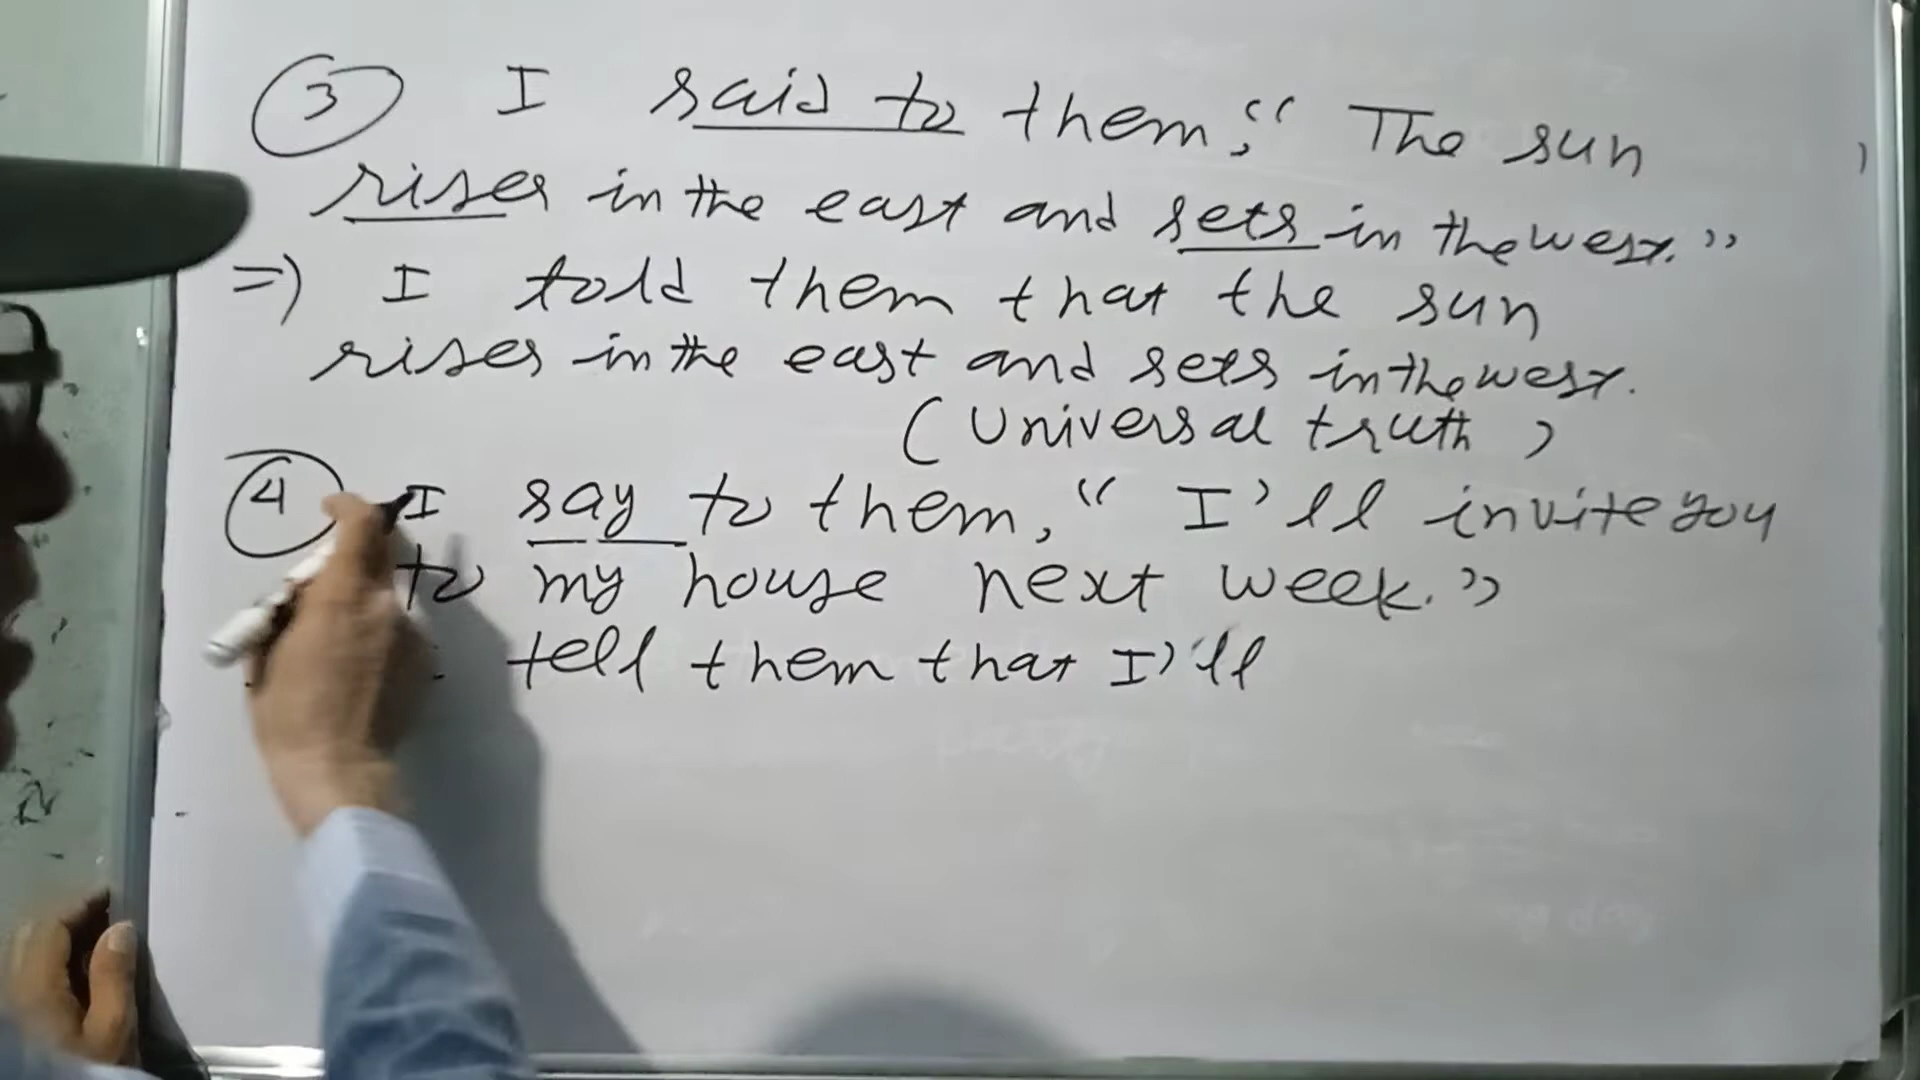 3 I said to them, " The sun
rises in the east and sets in the west."
=) I told them that the sun
rises in the east and sets in the west.
( Universal truth )
4 I say to them, " I'll invite you
to my house next week."
tell them that I'll